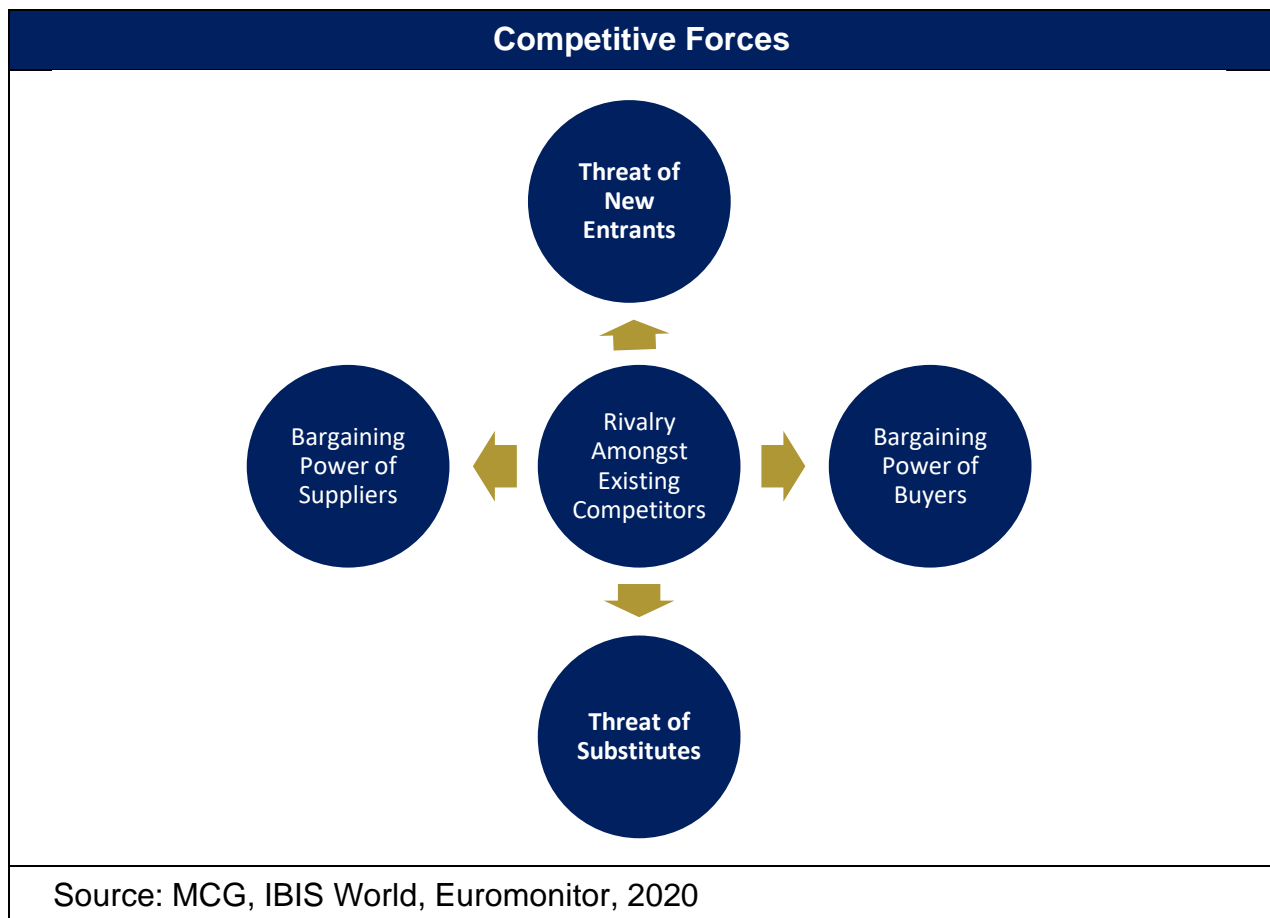 Competitive Forces
Threat of
New
Entrants
Bargaining
Power of
Suppliers
Rivalry
Amongst
Existing
Competitors
Bargaining
Power of
Buyers
Threat of
Substitutes
Source: MCG, IBIS World, Euromonitor, 2020